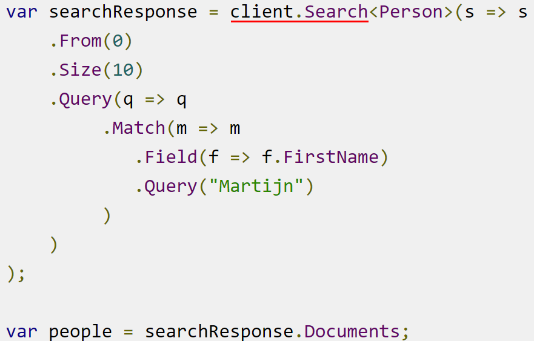 var searchResponse = client.Search<Person>(s => s
    .From(0)
    .Size(10)
    .Query(q => q
         .Match(m => m
            .Field(f => f.FirstName)
            .Query("Martijn")
         )
    )
);

var people = searchResponse.Documents;